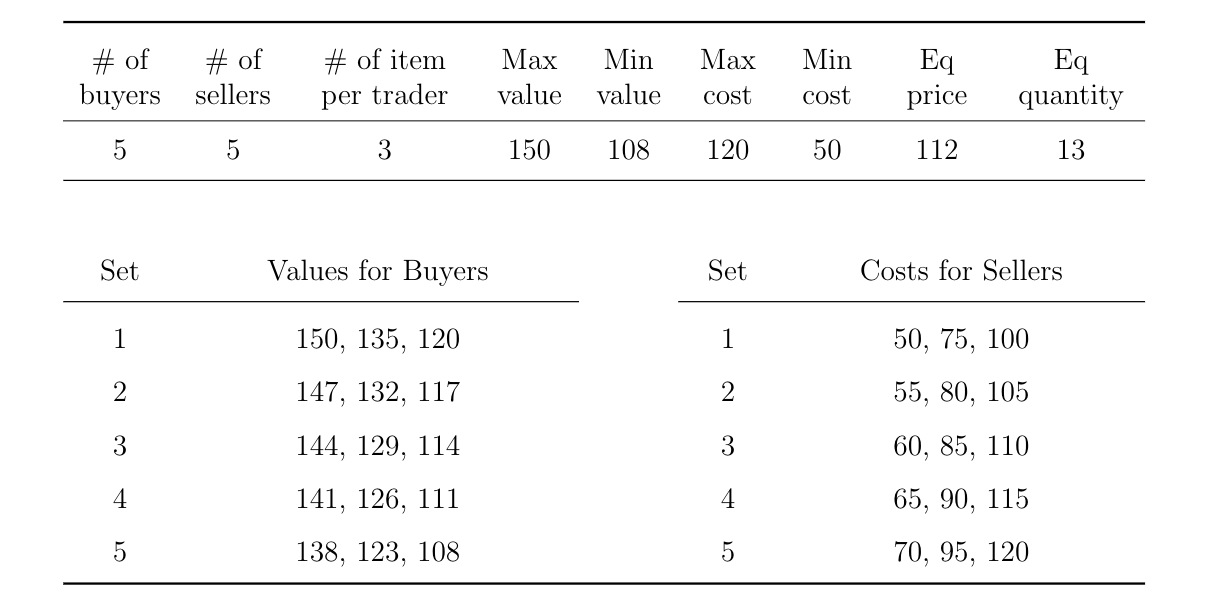 # of # of # of item Max Min Max Min Eq Eq
buyers sellers per trader value value cost cost price quantity
5 5 3 150 108 120 50 112 13
Set Values for Buyers Set Costs for Sellers
1 150, 135, 120 1 50, 75, 100
2 147, 132, 117 2 55, 80, 105
3 144, 129, 114 3 60, 85, 110
4 141, 126, 111 4 65, 90, 115
5 138, 123, 108 5 70, 95, 120